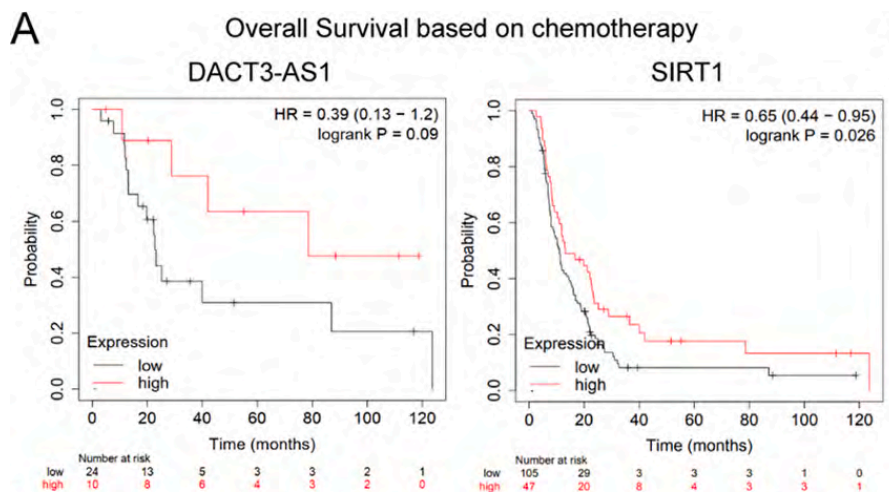 A
Overall Survival based on chemotherapy
DACT3-AS1
HR = 0.39 (0.13 − 1.2)
logrank P = 0.09
Probability
1.0
0.8
0.6
0.4
0.2
0.0
Expression
low
high
0 20 40 60 80 100 120
Time (months)
Number at risk
low 24 13 5 3 3 2 1
high 10 8 6 4 3 2 0
SIRT1
HR = 0.65 (0.44 − 0.95)
logrank P = 0.026
Probability
1.0
0.8
0.6
0.4
0.2
0.0
Expression
low
high
0 20 40 60 80 100 120
Time (months)
Number at risk
low 105 29 3 3 3 1 0
high 47 20 8 4 3 3 1